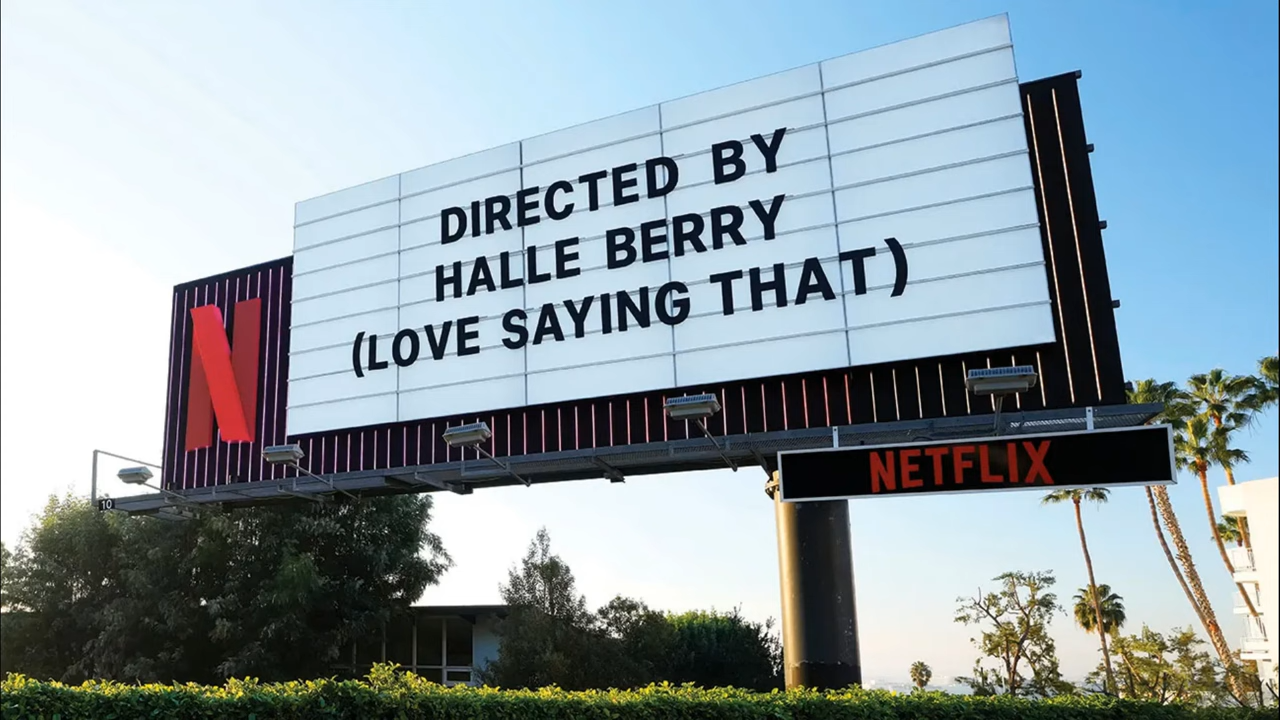 DIRECTED BY
HALLE BERRY
(LOVE SAYING THAT)
N
NETFLIX
10